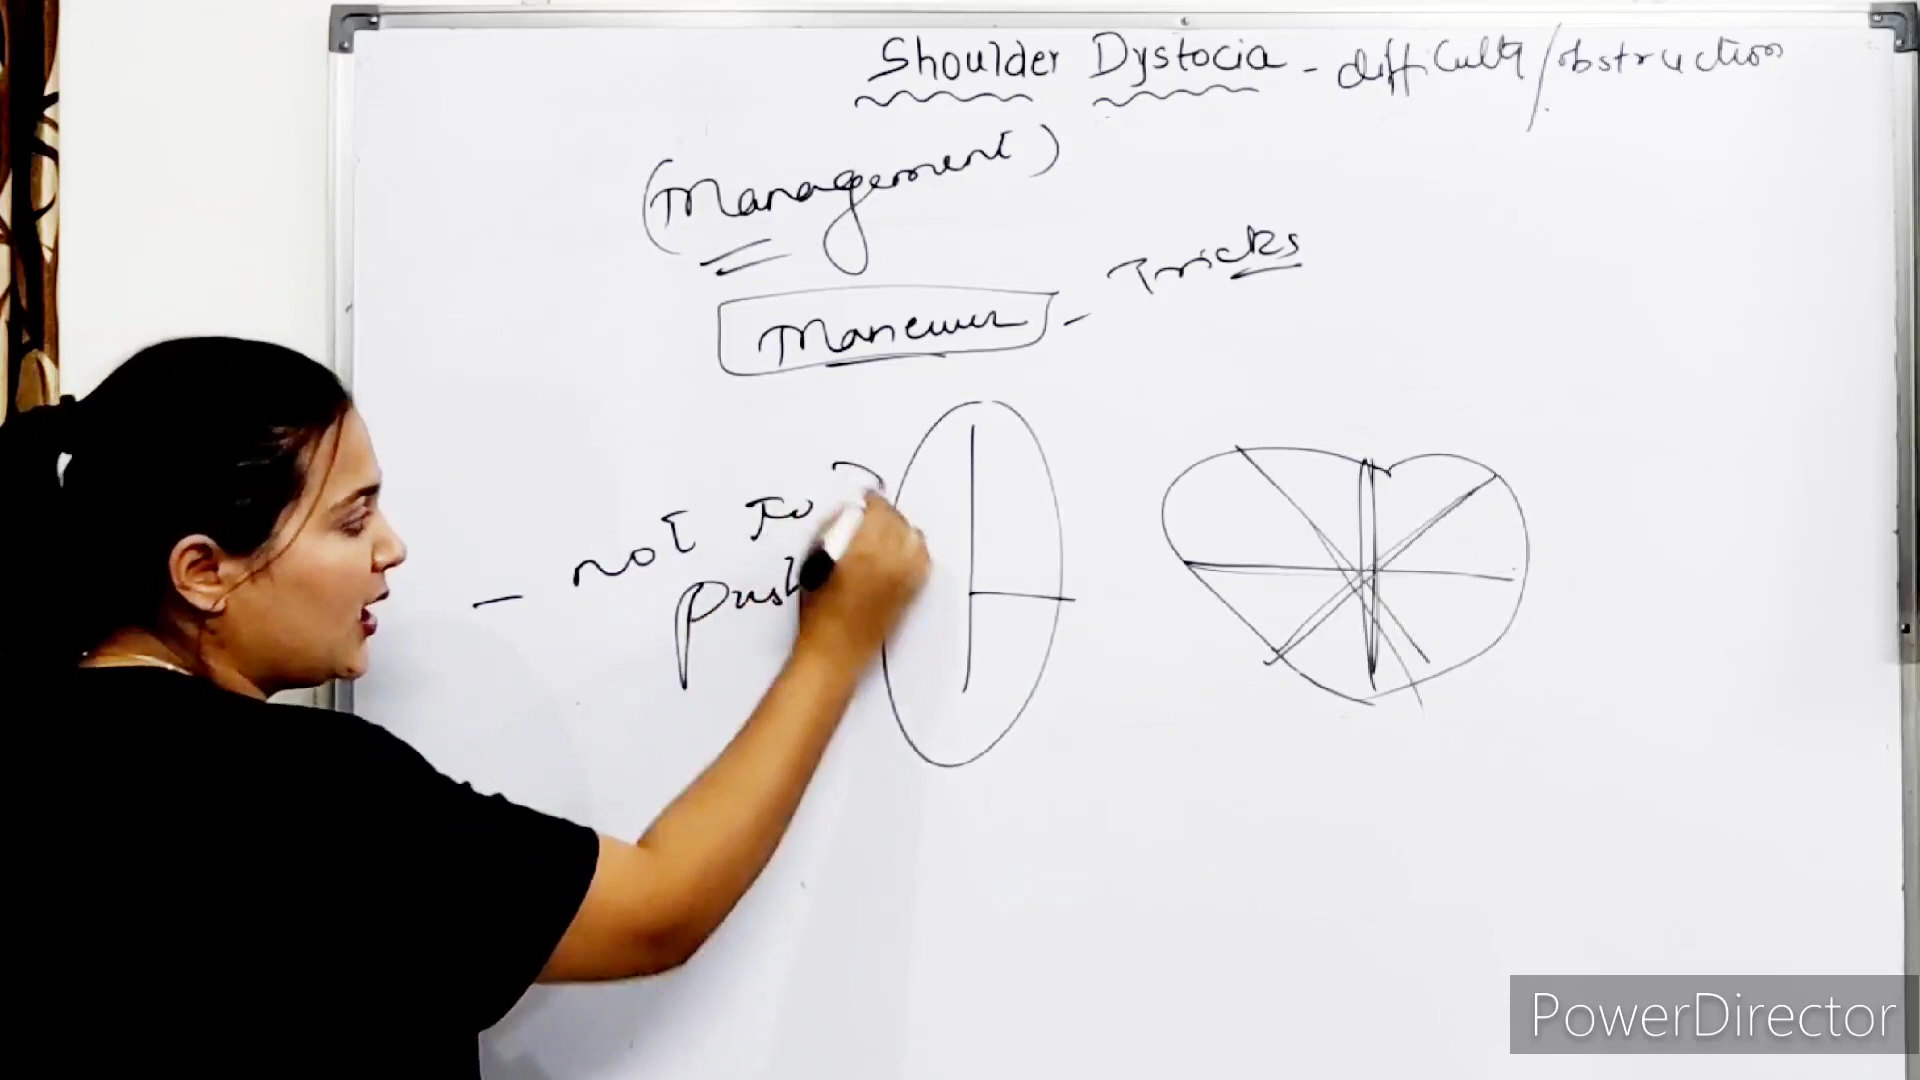 Shoulder Dystocia - difficulty/obstruction
(Management)
Maneuver - Tricks
- not to
push
PowerDirector